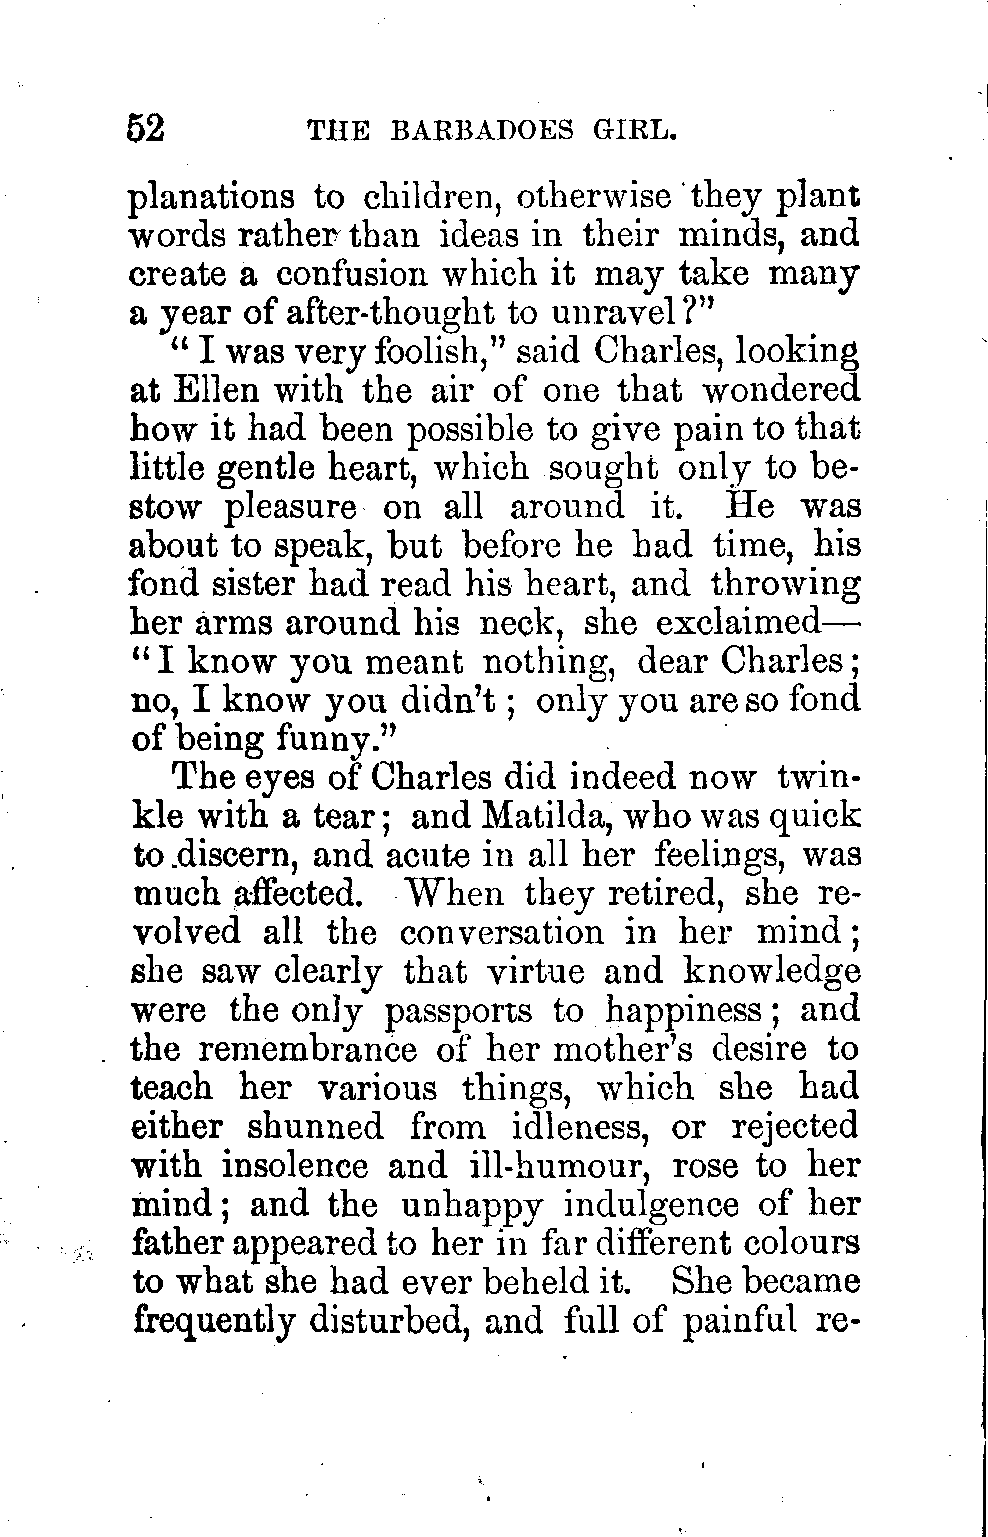 52 THE BARBADOES GIRL.
planations to children, otherwise they plant
words rather than ideas in their minds, and
create a confusion which it may take many
a year of after-thought to unravel?"
" I was very foolish," said Charles, looking
at Ellen with the air of one that wondered
how it had been possible to give pain to that
little gentle heart, which sought only to be-
stow pleasure on all around it. He was
about to speak, but before he had time, his
fond sister had read his heart, and throwing
her arms around his neck, she exclaimed—
"I know you meant nothing, dear Charles;
no, I know you didn't; only you are so fond
of being funny."
The eyes of Charles did indeed now twin-
kle with a tear; and Matilda, who was quick
to discern, and acute in all her feelings, was
much affected. When they retired, she re-
volved all the conversation in her mind;
she saw clearly that virtue and knowledge
were the only passports to happiness; and
the remembrance of her mother's desire to
teach her various things, which she had
either shunned from idleness, or rejected
with insolence and ill-humour, rose to her
mind; and the unhappy indulgence of her
father appeared to her in far different colours
to what she had ever beheld it. She became
frequently disturbed, and full of painful re-